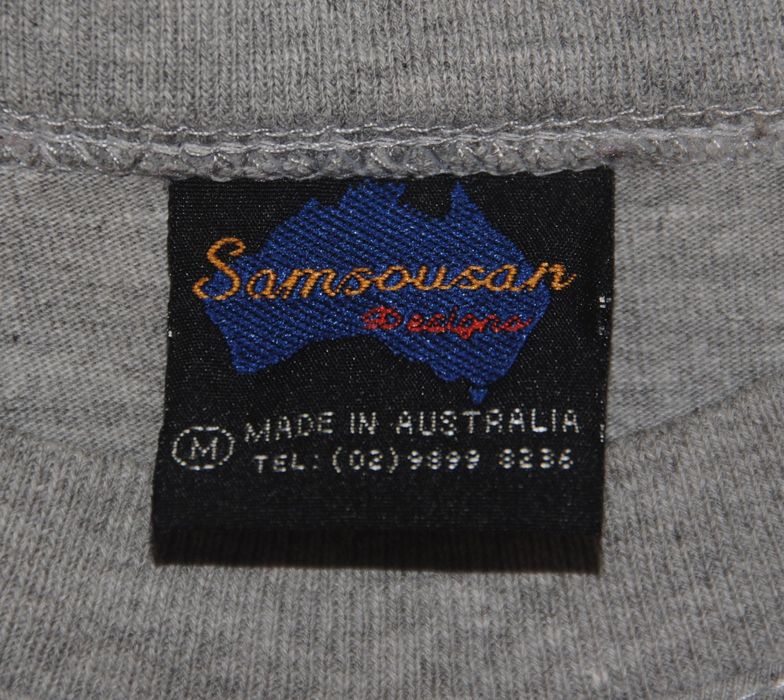 Samsousan
Designs
M MADE IN AUSTRALIA
TEL: (02) 9899 8236